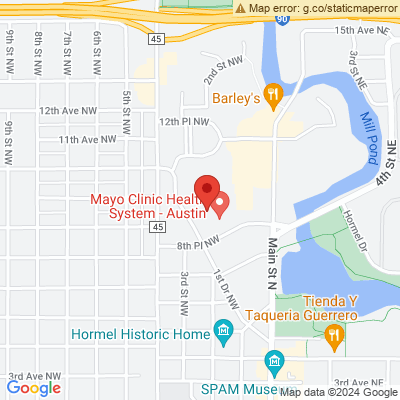 Map error: g.co/staticmaperror
90
15th Ave NE
45
9th St NW
8th St NW
7th St NW
6th St NW
5th St NW
2nd St NW
3rd St NE
Barley's
12th Ave NW
12th Pl NW
11th Ave NW
Mill Pond
4th St NE
Mayo Clinic Health
System - Austin
45
8th Pl NW
Hormel Dr
Main St N
3rd St NW
1st Dr NW
Tienda Y
Taqueria Guerrero
Hormel Historic Home
3rd Ave NW
SPAM Muse
3rd Ave NE
Google
Map data ©2024 Google